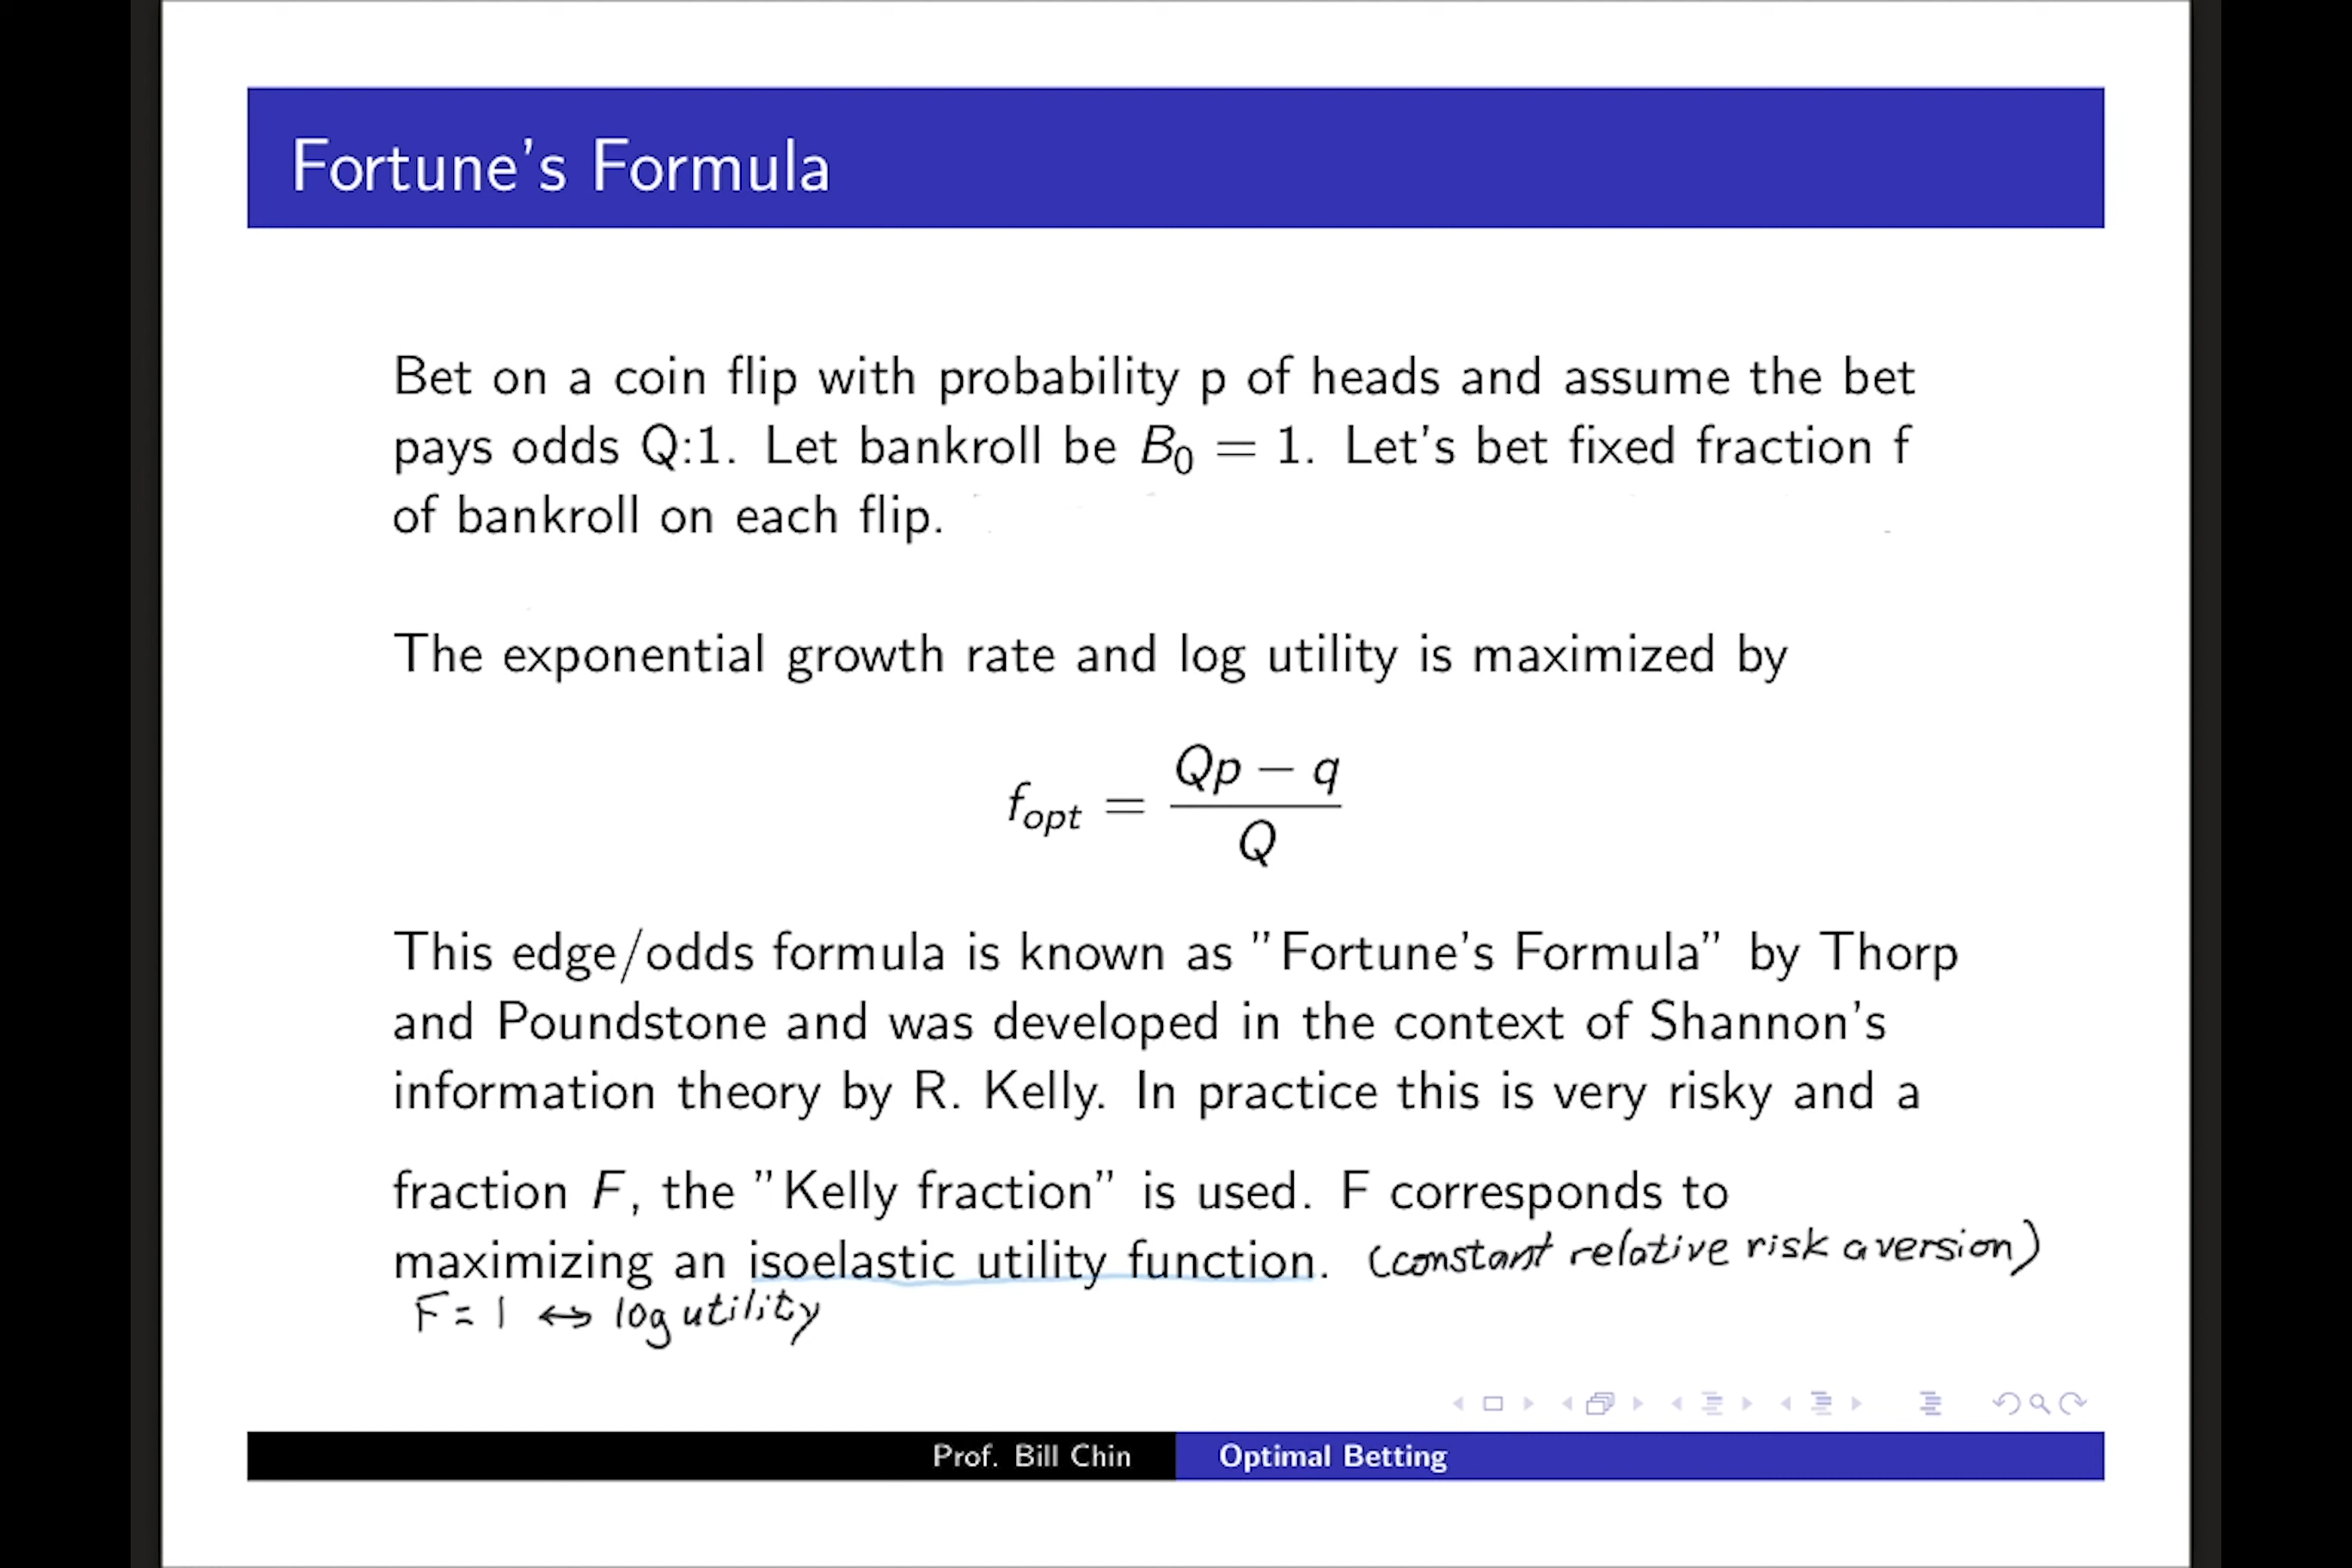 Fortune's Formula
Bet on a coin flip with probability p of heads and assume the bet
pays odds Q:1. Let bankroll be B₀ = 1. Let's bet fixed fraction f
of bankroll on each flip.
The exponential growth rate and log utility is maximized by
f_opt = (Qp − q) / Q
This edge/odds formula is known as "Fortune's Formula" by Thorp
and Poundstone and was developed in the context of Shannon's
information theory by R. Kelly. In practice this is very risky and a
fraction F, the "Kelly fraction" is used. F corresponds to
maximizing an isoelastic utility function. (constant relative risk aversion)
F = 1 ↔ log utility
Prof. Bill Chin Optimal Betting